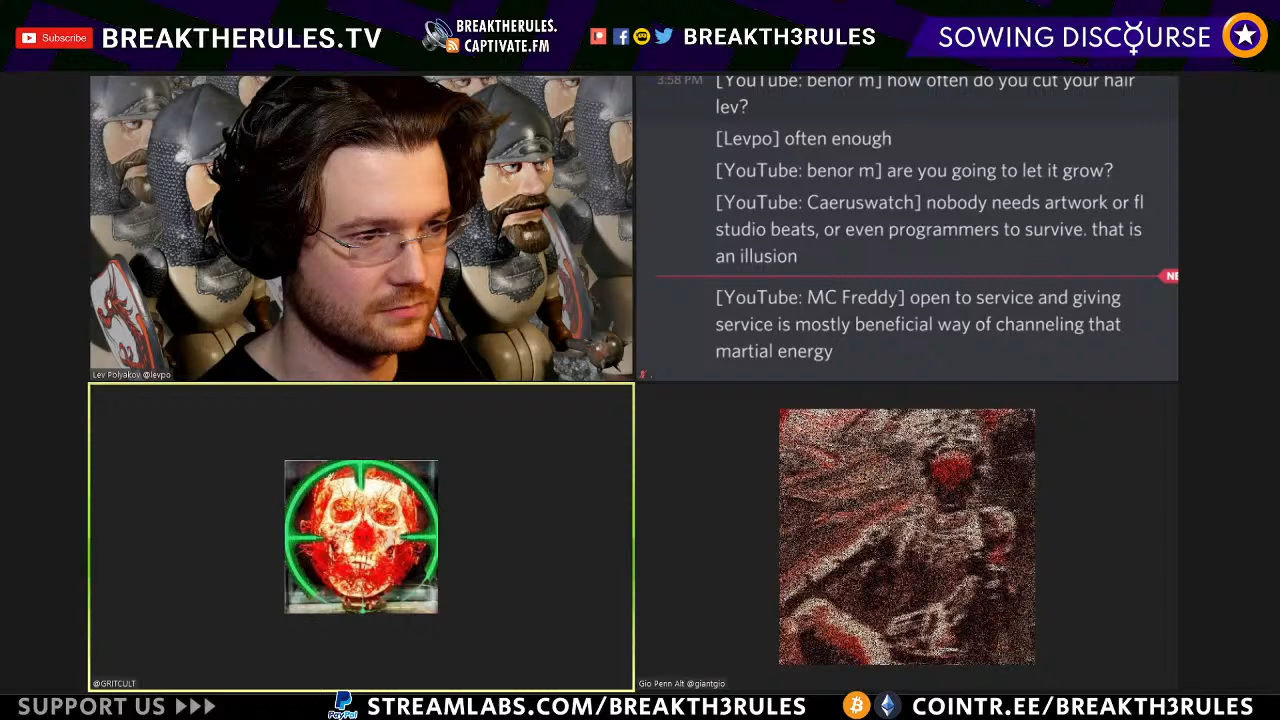 Subscribe BREAKTHERULES.TV BREAKTHERULES. BREAKTH3RULES SOWING DISCOURSE
CAPTIVATE.FM
3:58 PM [YouTube: benor m] how often do you cut your hair
lev?
[Levpo] often enough
[YouTube: benor m] are you going to let it grow?
[YouTube: Caeruswatch] nobody needs artwork or fl
studio beats, or even programmers to survive. that is
an illusion
NE
[YouTube: MC Freddy] open to service and giving
service is mostly beneficial way of channeling that
martial energy
Lev Polyakov @levpo
@GRITCULT
Gio Penn Alt @giantgio
SUPPORT US >>> PayPal STREAMLABS.COM/BREAKTH3RULES COINTR.EE/BREAKTH3RULES